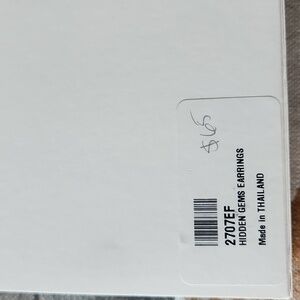 $65
2707EF
HIDDEN GEMS EARRINGS
Made in THAILAND